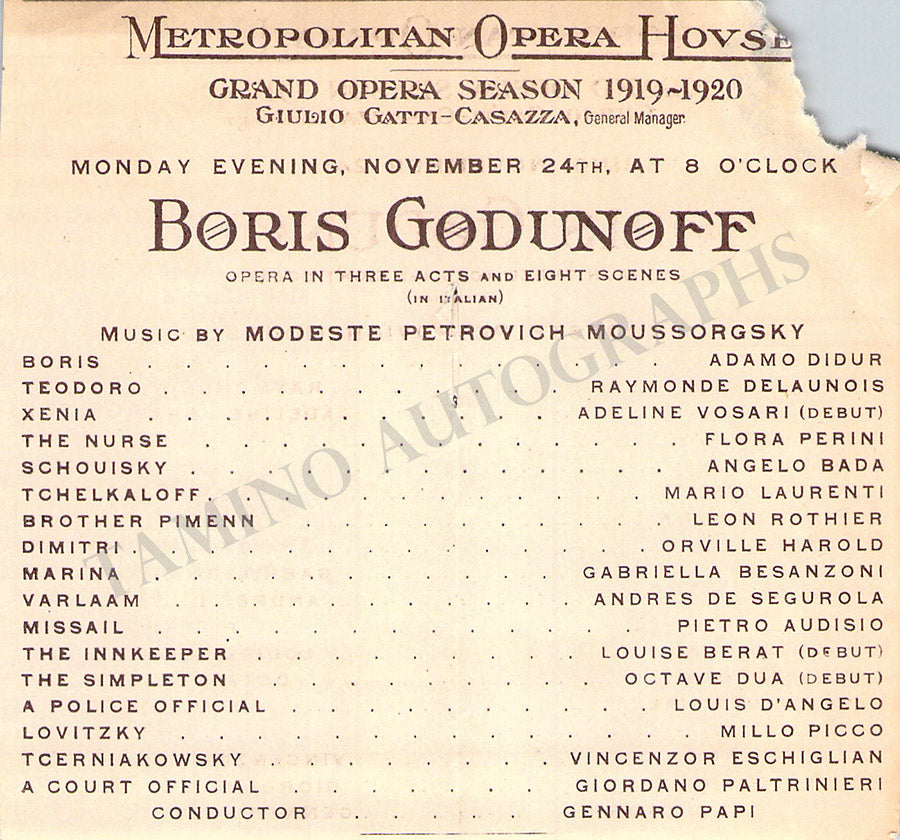 METROPOLITAN OPERA HOVSE
GRAND OPERA SEASON 1919~1920
GIULIO GATTI-CASAZZA, General Manager.
MONDAY EVENING, NOVEMBER 24TH, AT 8 O'CLOCK
BORIS GODUNOFF
OPERA IN THREE ACTS AND EIGHT SCENES
(IN ITALIAN)
MUSIC BY MODESTE PETROVICH MOUSSORGSKY
BORIS . . . . . . . . . . . . . ADAMO DIDUR
TEODORO . . . . . . . . . . . RAYMONDE DELAUNOIS
XENIA . . . . . . . . . . . ADELINE VOSARI (DEBUT)
THE NURSE . . . . . . . . . . . . . FLORA PERINI
SCHOUISKY . . . . . . . . . . . . . ANGELO BADA
TCHELKALOFF . . . . . . . . . . . . MARIO LAURENTI
BROTHER PIMENN . . . . . . . . . . LEON ROTHIER
DIMITRI . . . . . . . . . . . . . . ORVILLE HAROLD
MARINA . . . . . . . . . . . GABRIELLA BESANZONI
VARLAAM . . . . . . . . . . . ANDRES DE SEGUROLA
MISSAIL . . . . . . . . . . . . . PIETRO AUDISIO
THE INNKEEPER . . . . . . . . LOUISE BERAT (DEBUT)
THE SIMPLETON . . . . . . . . OCTAVE DUA (DEBUT)
A POLICE OFFICIAL . . . . . . . . . . LOUIS D'ANGELO
LOVITZKY . . . . . . . . . . . . . MILLO PICCO
TCERNIAKOWSKY . . . . . . . . VINCENZOR ESCHIGLIAN
A COURT OFFICIAL . . . . . . . GIORDANO PALTRINIERI
CONDUCTOR . . . . . GENNARO PAPI
TAMINO AUTOGRAPHS